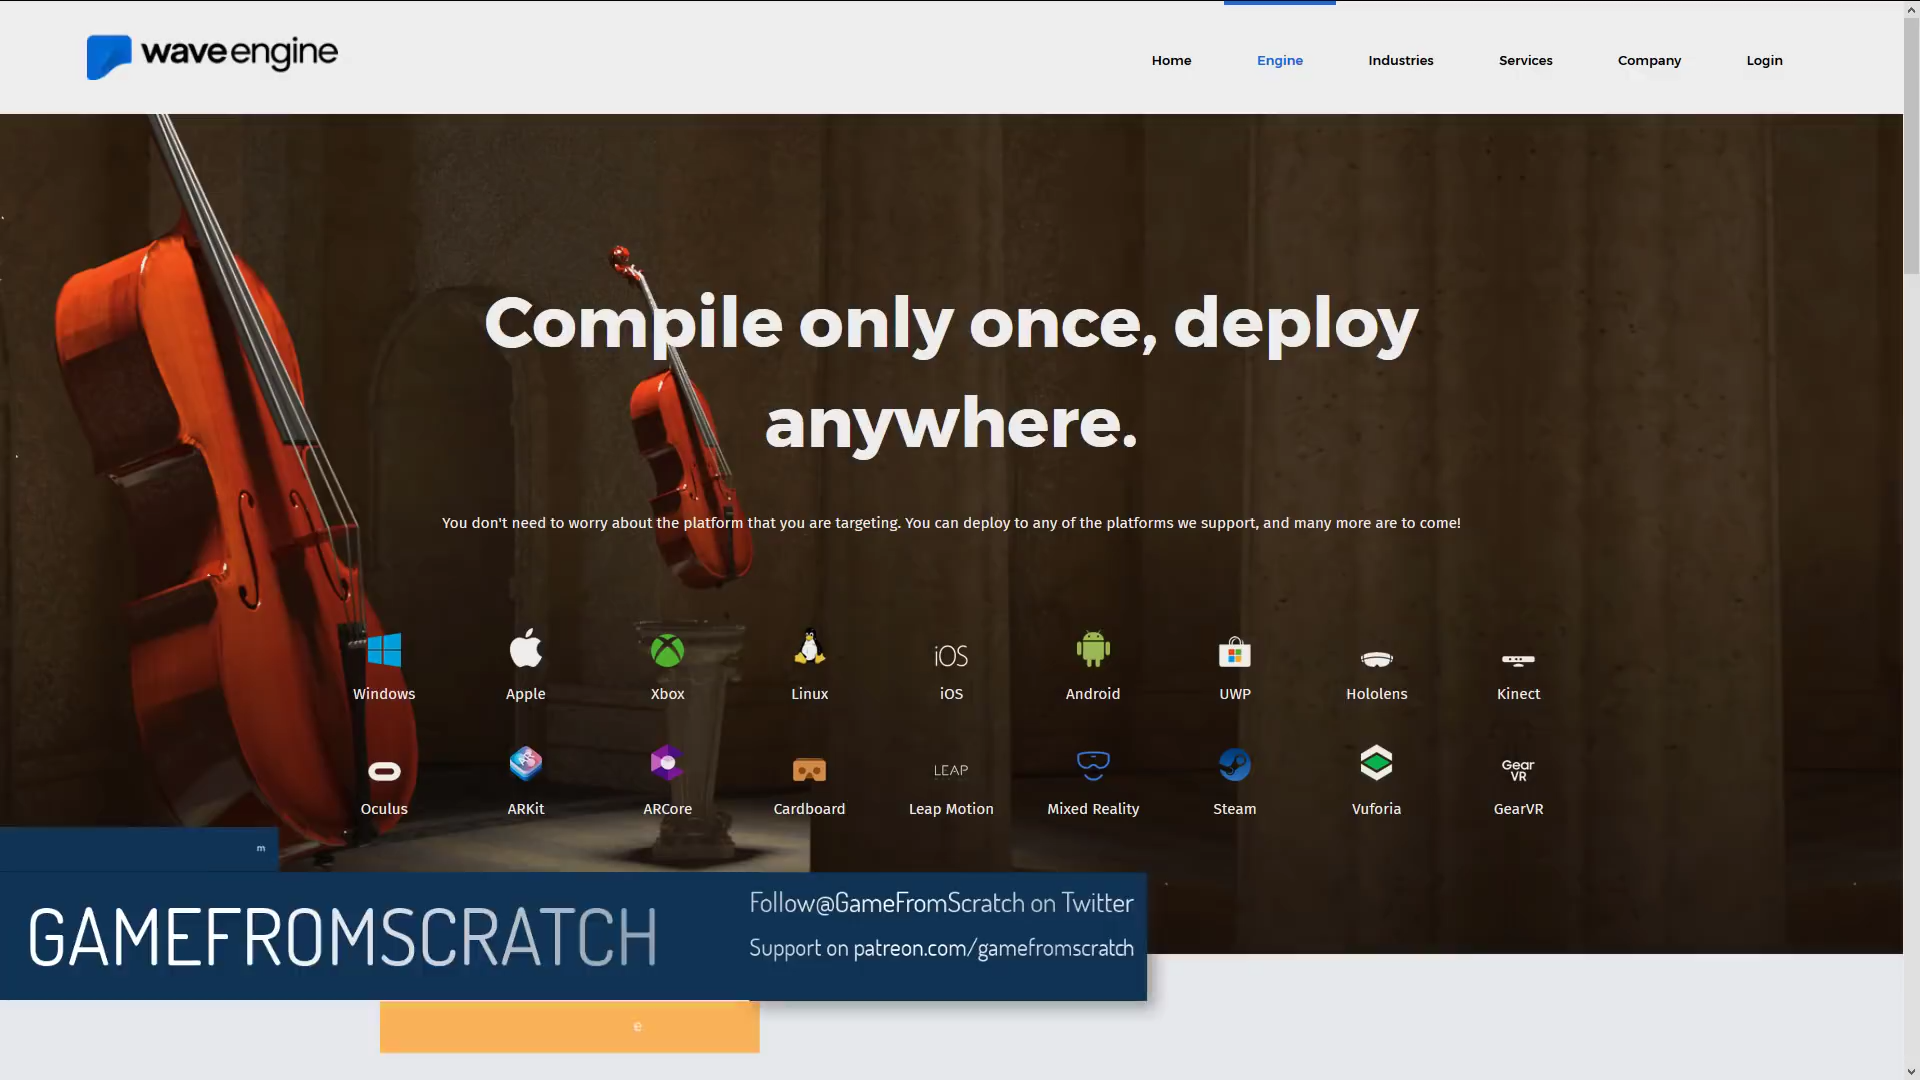 wave engine
Home Engine Industries Services Company Login
Compile only once, deploy
anywhere.
You don't need to worry about the platform that you are targeting. You can deploy to any of the platforms we support, and many more are to come!
iOS
Windows Apple Xbox Linux iOS Android UWP Hololens Kinect
LEAP
Gear
VR
Oculus ARKit ARCore Cardboard Leap Motion Mixed Reality Steam Vuforia GearVR
m
GAMEFROMSCRATCH
Follow@GameFromScratch on Twitter
Support on patreon.com/gamefromscratch
e